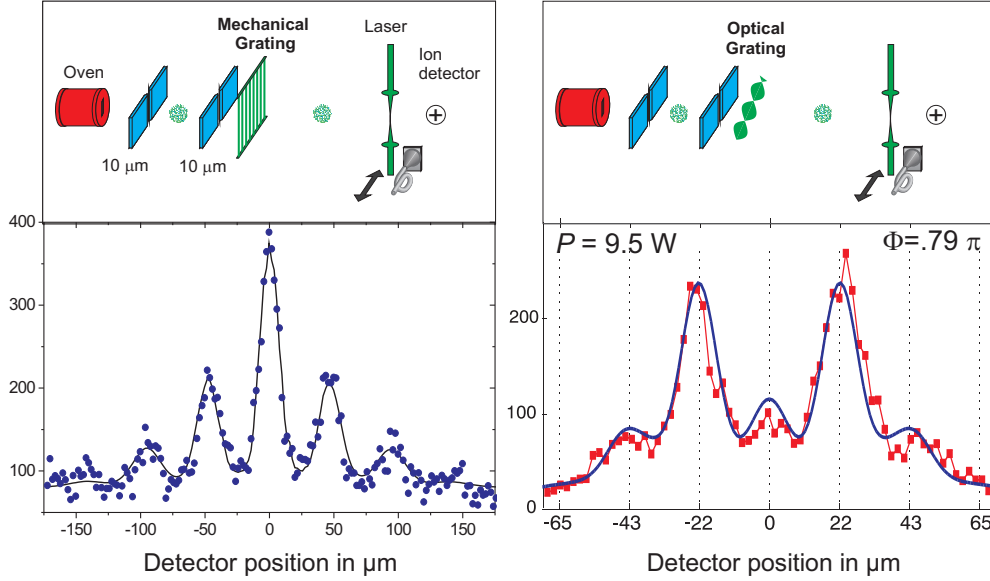 Mechanical
Grating
Laser
Ion
detector
Oven
10 μm
10 μm
Optical
Grating
400
300
200
100
-150
-100
-50
0
50
100
150
Detector position in μm
P = 9.5 W
Φ=.79 π
200
100
0
-65
-43
-22
0
22
43
65
Detector position in μm